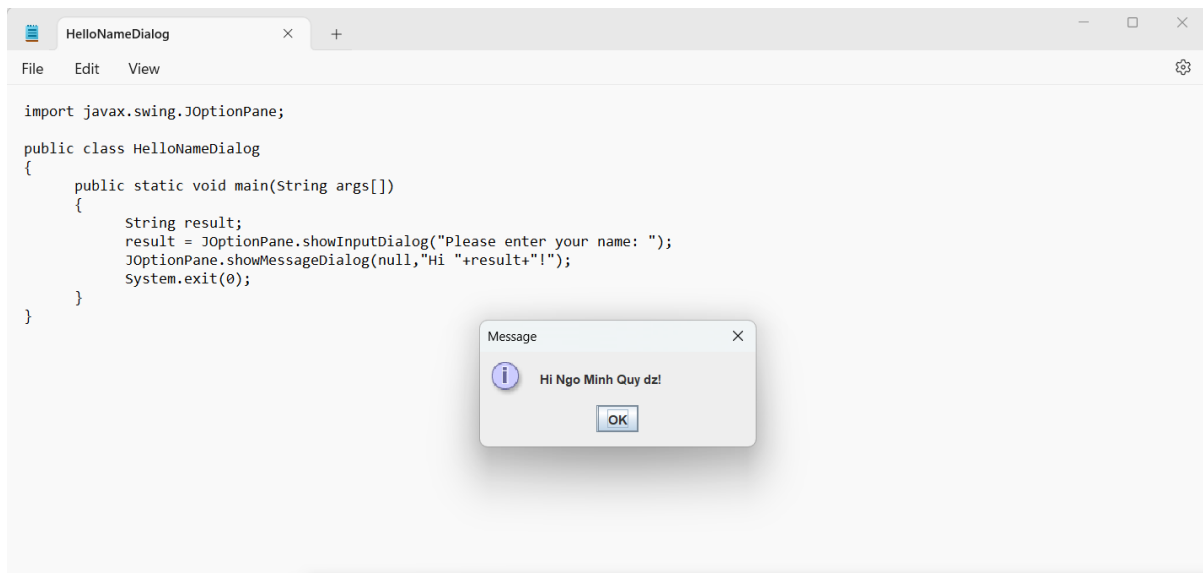 HelloNameDialog
File Edit View
import javax.swing.JOptionPane;
public class HelloNameDialog
{
public static void main(String args[])
{
String result;
result = JOptionPane.showInputDialog("Please enter your name: ");
JOptionPane.showMessageDialog(null,"Hi "+result+"!");
System.exit(0);
}
}
Message
Hi Ngo Minh Quy dz!
OK